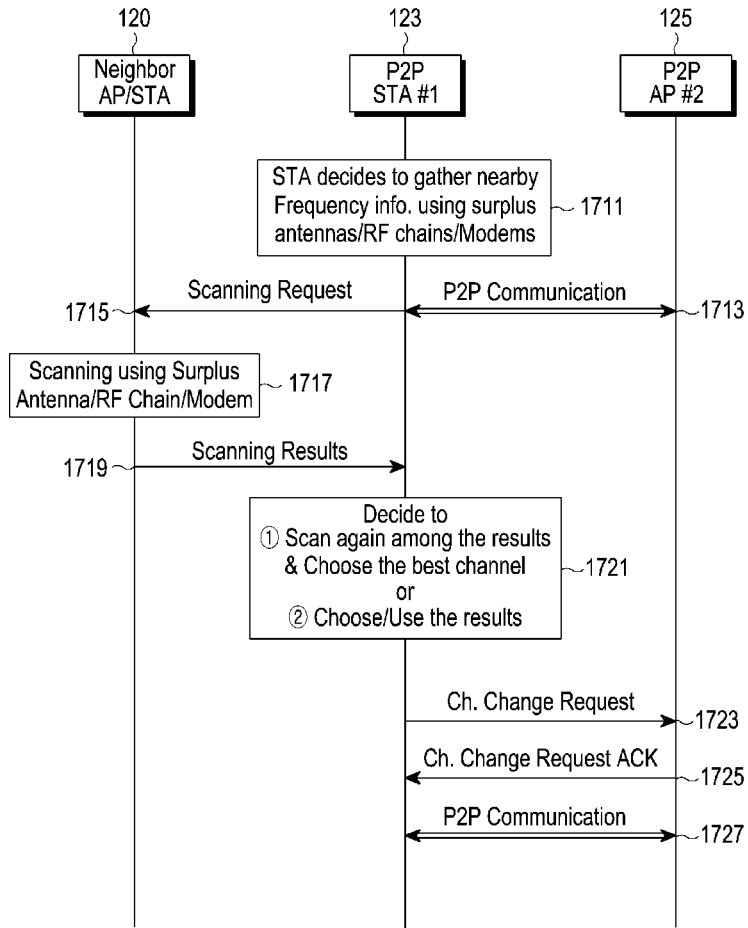 120
123
125
Neighbor
AP/STA
P2P
STA #1
P2P
AP #2
STA decides to gather nearby
Frequency info. using surplus
antennas/RF chains/Modems
1711
Scanning Request
P2P Communication
1715
1713
Scanning using Surplus
Antenna/RF Chain/Modem
1717
Scanning Results
1719
Decide to
① Scan again among the results
& Choose the best channel
or
② Choose/Use the results
1721
Ch. Change Request
1723
Ch. Change Request ACK
1725
P2P Communication
1727